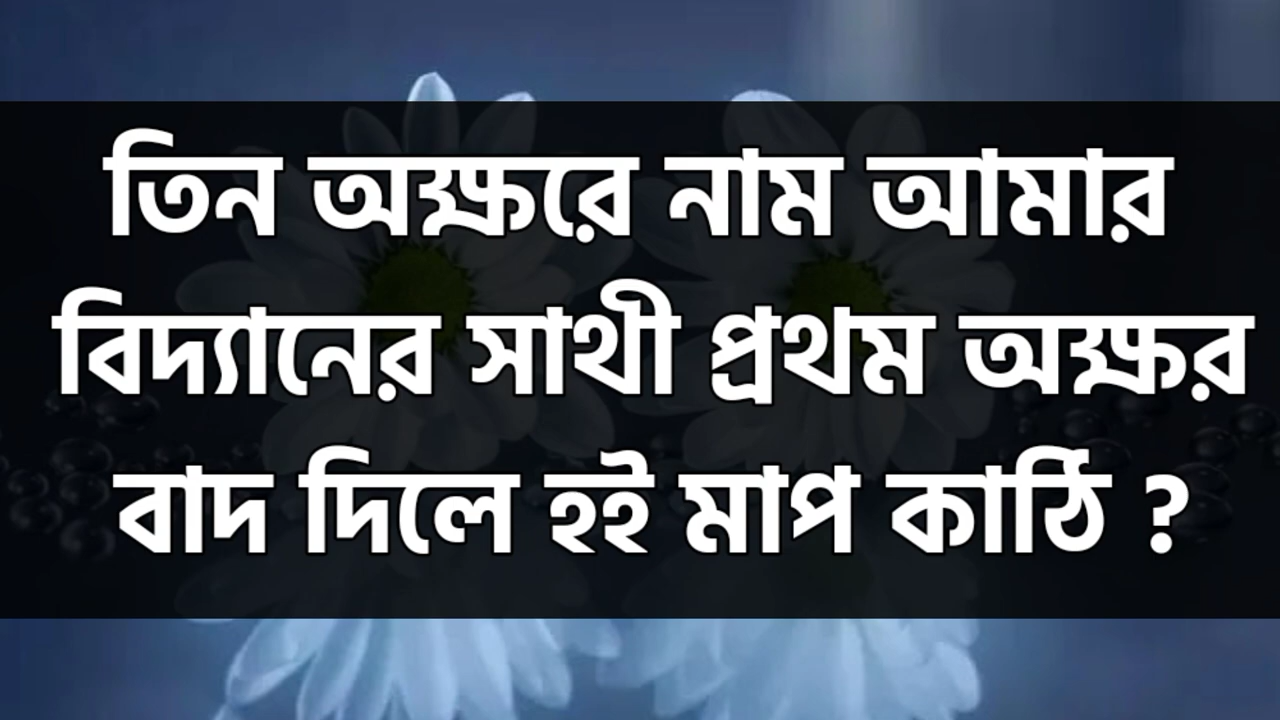 তিন অক্ষরে নাম আমার
বিদ্যানের সাথী প্রথম অক্ষর
বাদ দিলে হই মাপ কাঠি ?